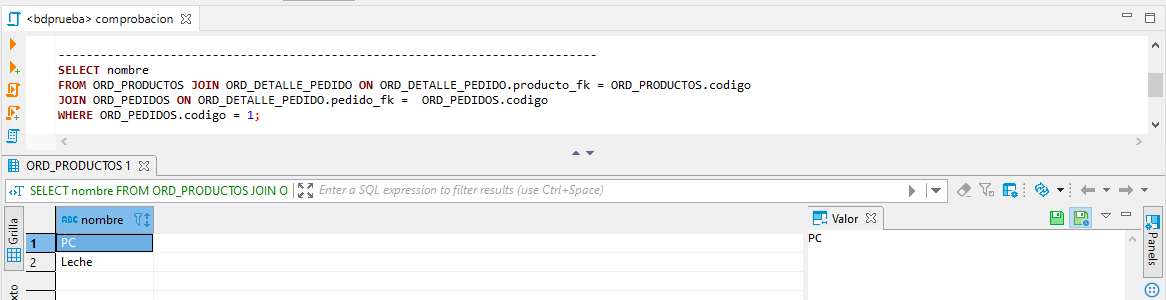 <bdprueba> comprobacion
-----------------------------------------------------------------------------
SELECT nombre
FROM ORD_PRODUCTOS JOIN ORD_DETALLE_PEDIDO ON ORD_DETALLE_PEDIDO.producto_fk = ORD_PRODUCTOS.codigo
JOIN ORD_PEDIDOS ON ORD_DETALLE_PEDIDO.pedido_fk =  ORD_PEDIDOS.codigo
WHERE ORD_PEDIDOS.codigo = 1;
ORD_PRODUCTOS 1
SELECT nombre FROM ORD_PRODUCTOS JOIN O
Enter a SQL expression to filter results (use Ctrl+Space)
Grilla
ABC nombre
1 PC
2 Leche
Valor
PC
Panels